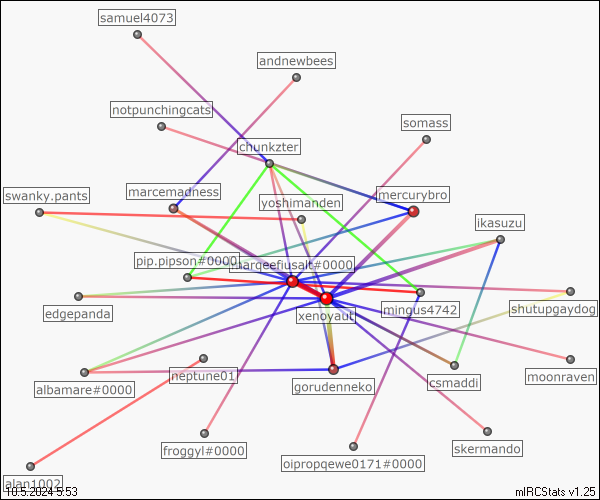 samuel4073
andnewbees
notpunchingcats
somass
chunkzter
marcemadness
mercurybro
swanky.pants
yoshimanden
ikasuzu
pip.pipson#0000
edgepanda
mingus4742
shutupgaydog
xenoyaut
neptune01
albamare#0000
gorudenneko
csmaddi
moonraven
froggyl#0000
skermando
oipropqewe0171#0000
alan1002
10.5.2024 5:53
mIRCStats v1.25